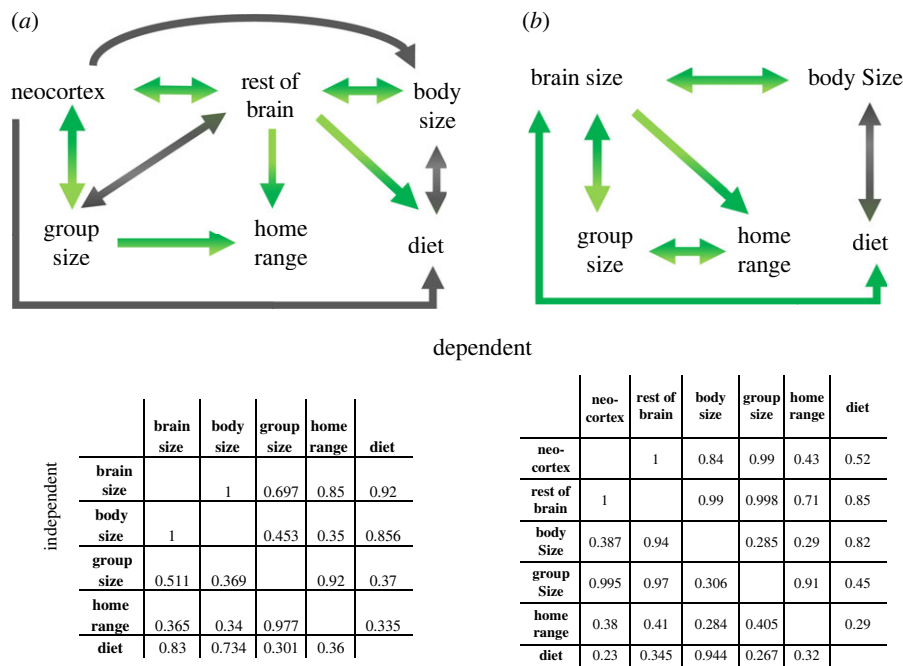 (a)
neocortex
rest of
brain
body
size
group
size
home
range
diet
(b)
brain size
body Size
group
size
home
range
diet
dependent
independent
brain
size
body
size
group
size
home
range
diet
brain
size
1 0.697 0.85 0.92
body
size
1 0.453 0.35 0.856
group
size
0.511 0.369 0.92 0.37
home
range
0.365 0.34 0.977 0.335
diet 0.83 0.734 0.301 0.36
neo-
cortex
rest of
brain
body
size
group
size
home
range
diet
neo-
cortex
1 0.84 0.99 0.43 0.52
rest of
brain
1 0.99 0.998 0.71 0.85
body
Size
0.387 0.94 0.285 0.29 0.82
group
Size
0.995 0.97 0.306 0.91 0.45
home
range
0.38 0.41 0.284 0.405 0.29
diet 0.23 0.345 0.944 0.267 0.32